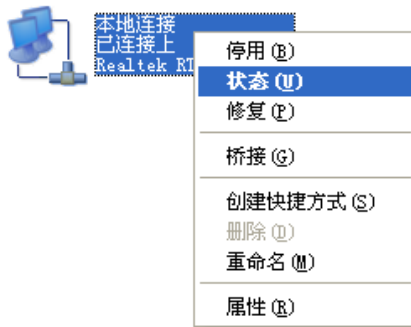 本地连接
已连接上
Realtek RT
停用(B)
状态(U)
修复(P)
桥接(G)
创建快捷方式(S)
删除(D)
重命名(M)
属性(R)